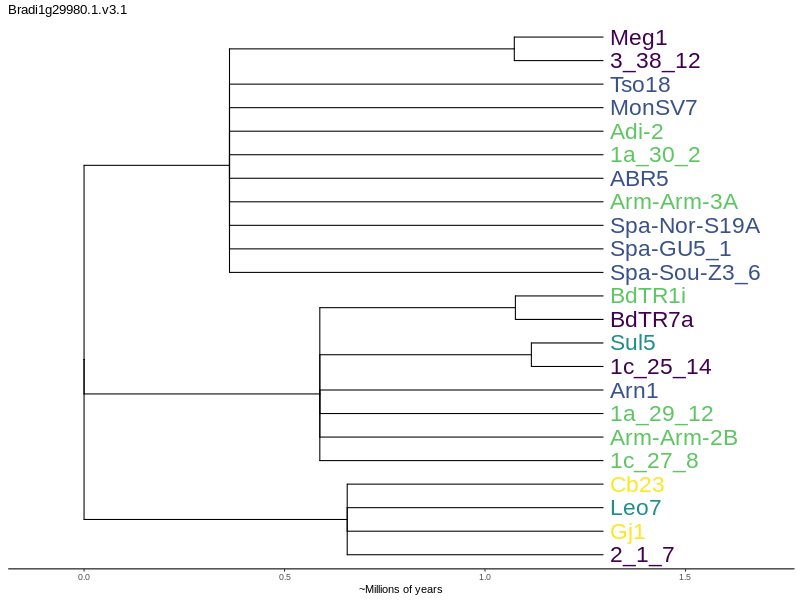 Bradi1g29980.1.v3.1
Meg1
3_38_12
Tso18
MonSV7
Adi-2
1a_30_2
ABR5
Arm-Arm-3A
Spa-Nor-S19A
Spa-GU5_1
Spa-Sou-Z3_6
BdTR1i
BdTR7a
Sul5
1c_25_14
Arn1
1a_29_12
Arm-Arm-2B
1c_27_8
Cb23
Leo7
Gj1
2_1_7
0.0 0.5 1.0 1.5
~Millions of years